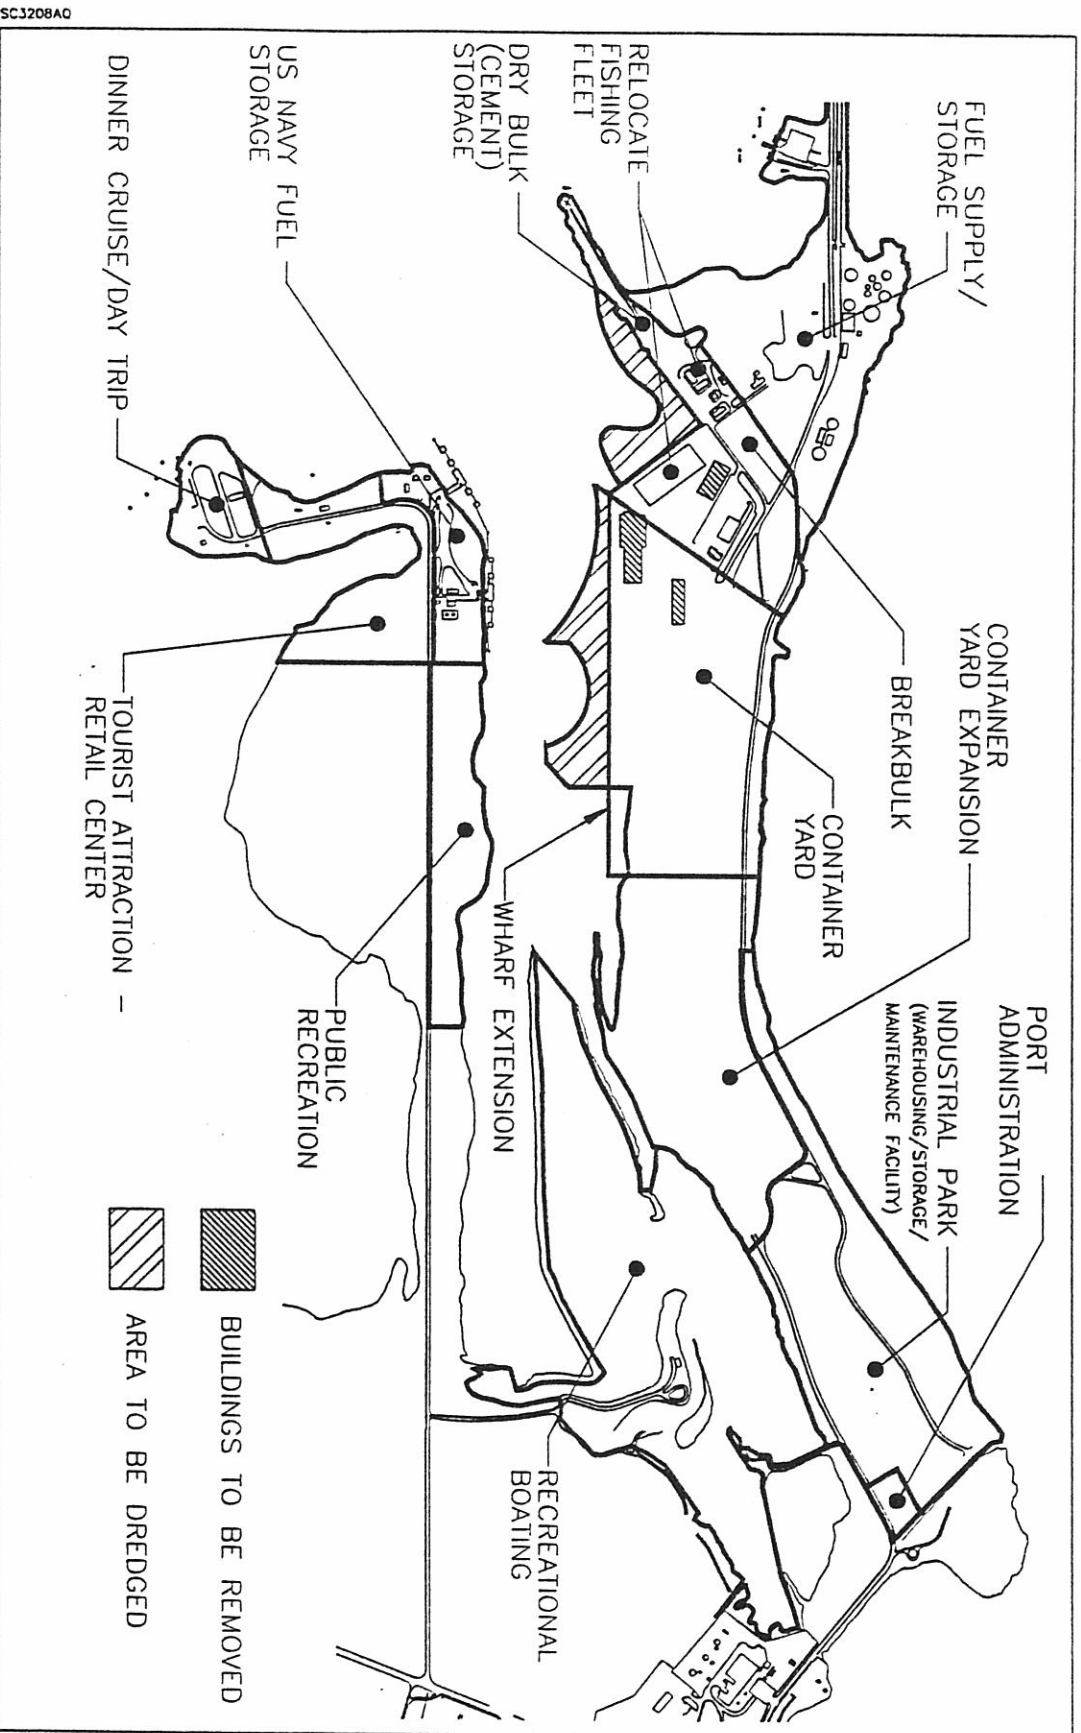 SC3208AQ
FUEL SUPPLY/
STORAGE
RELOCATE
FISHING
FLEET
DRY BULK
(CEMENT)
STORAGE
US NAVY FUEL
STORAGE
DINNER CRUISE/DAY TRIP
CONTAINER
YARD EXPANSION
BREAKBULK
CONTAINER
YARD
WHARF EXTENSION
TOURIST ATTRACTION –
RETAIL CENTER
PUBLIC
RECREATION
PORT
ADMINISTRATION
INDUSTRIAL PARK
(WAREHOUSING/STORAGE/
MAINTENANCE FACILITY)
RECREATIONAL
BOATING
BUILDINGS TO BE REMOVED
AREA TO BE DREDGED